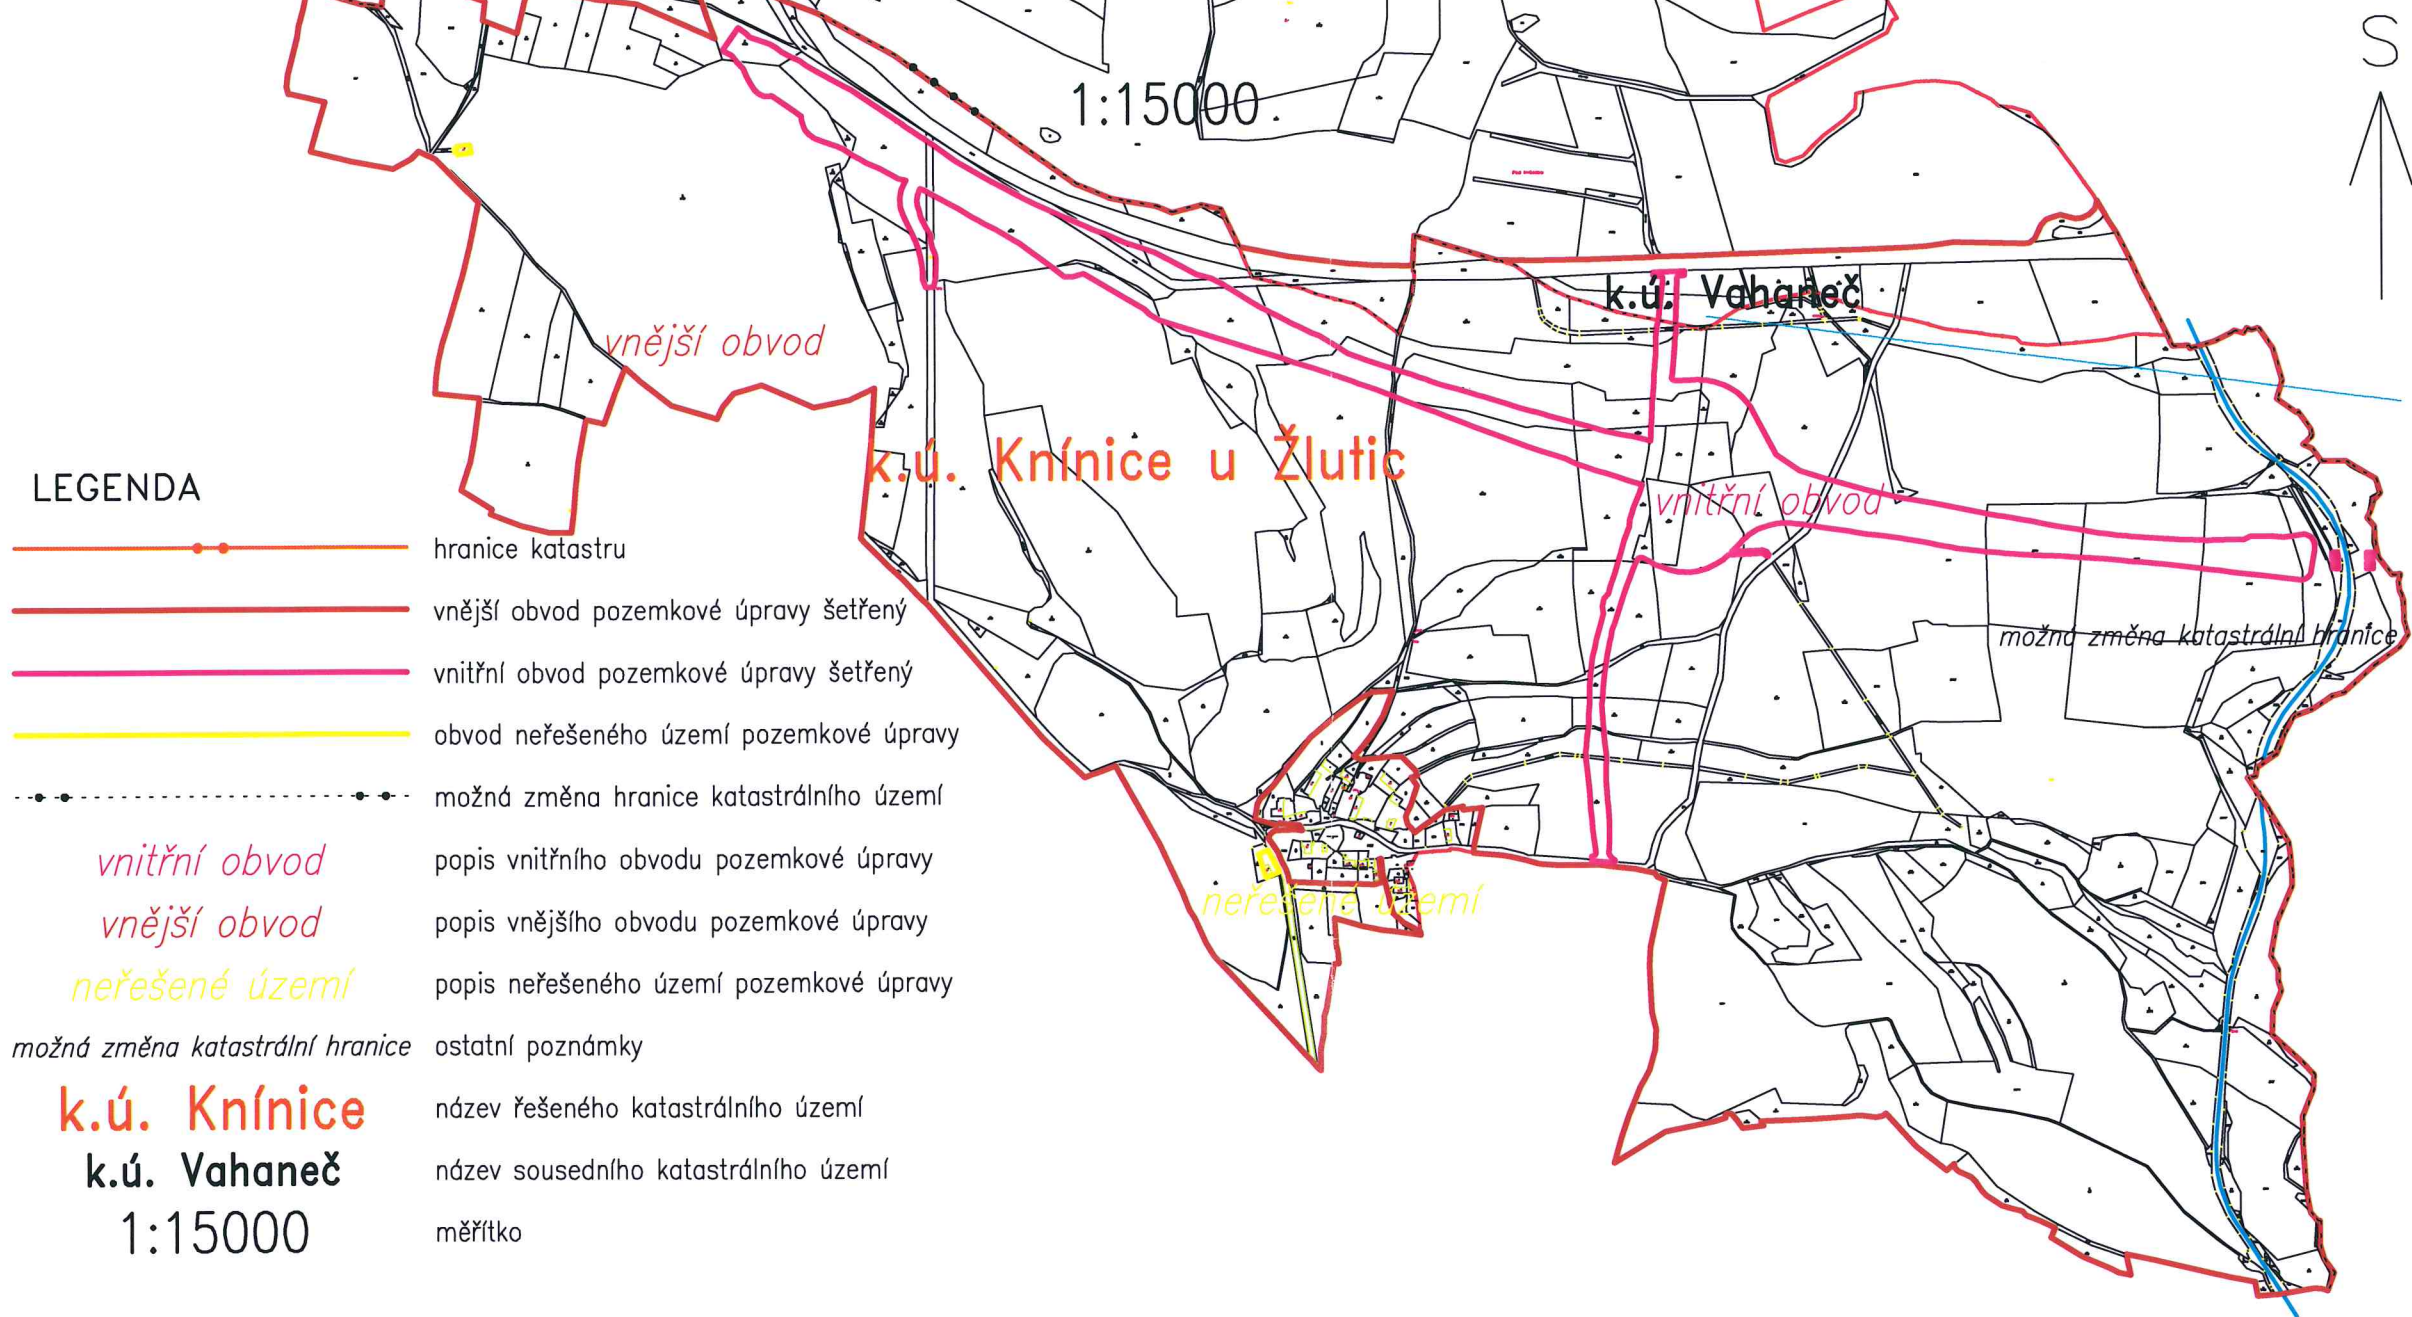 S
1:15000
k.ú. Vahaneč
vnější obvod
k.ú. Knínice u Žlutic
vnitřní obvod
možná změna katastrální hranice
neřešené území
LEGENDA
hranice katastru
vnější obvod pozemkové úpravy šetřený
vnitřní obvod pozemkové úpravy šetřený
obvod neřešeného území pozemkové úpravy
možná změna hranice katastrálního území
vnitřní obvod popis vnitřního obvodu pozemkové úpravy
vnější obvod popis vnějšího obvodu pozemkové úpravy
neřešené území popis neřešeného území pozemkové úpravy
možná změna katastrální hranice ostatní poznámky
k.ú. Knínice název řešeného katastrálního území
k.ú. Vahaneč název sousedního katastrálního území
1:15000 měřítko